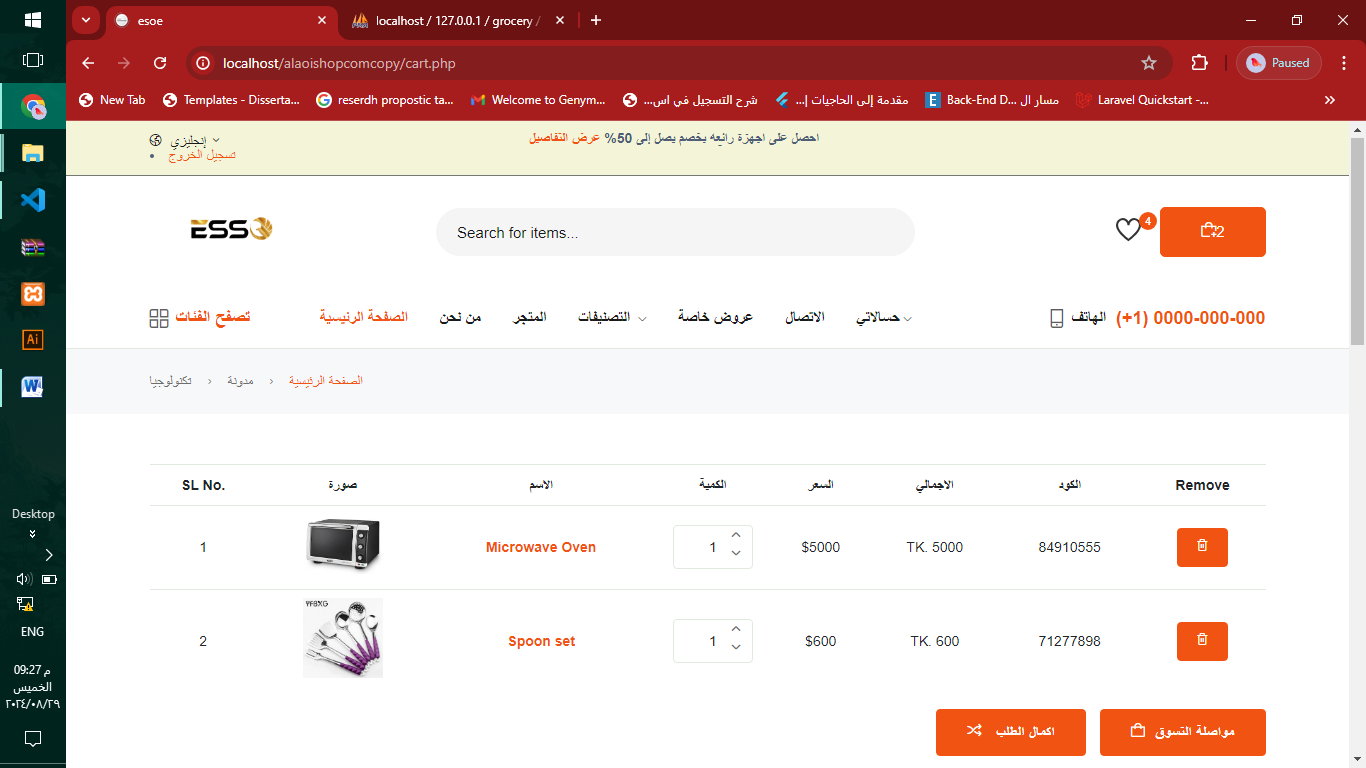 esoe
localhost / 127.0.0.1 / grocery /
localhost/alaoishopcomcopy/cart.php
Paused
New Tab
Templates - Disserta...
reserdh propostic ta...
Welcome to Genym...
شرح التسجيل في اس...
مقدمة إلى الحاجيات إ...
Back-End D... مسار ال
Laravel Quickstart -...
إنجليزي
تسجيل الخروج
احصل على اجهزة رائعه بخصم يصل إلى 50% عرض التفاصيل
ESS
Search for items...
4
2
تصفح الفئات
الصفحة الرئيسية
من نحن
المتجر
التصنيفات
عروض خاصة
الاتصال
حسالاتي
الهاتف
(+1) 0000-000-000
تكنولوجيا › مدونة › الصفحة الرئيسية
SL No. صورة الاسم الكمية السعر الاجمالي الكود Remove
1 Microwave Oven 1 $5000 TK. 5000 84910555
YFBXG
2 Spoon set 1 $600 TK. 600 71277898
اكمال الطلب
مواصلة التسوق
Ai
W
Desktop
ENG
09:27 م
الخميس
٢٠٢٤/٠٨/٢٩